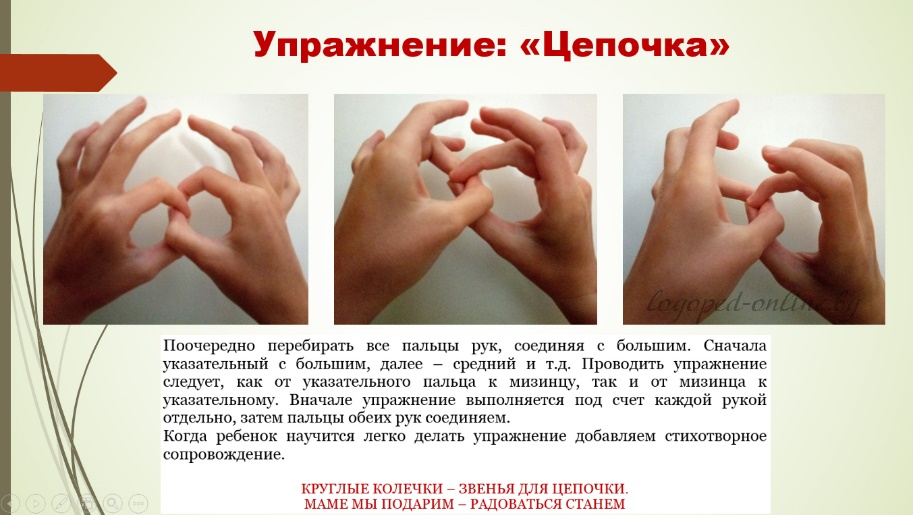 Упражнение: «Цепочка»
logoped-online.by
Поочередно перебирать все пальцы рук, соединяя с большим. Сначала
указательный с большим, далее – средний и т.д. Проводить упражнение
следует, как от указательного пальца к мизинцу, так и от мизинца к
указательному. Вначале упражнение выполняется под счет каждой рукой
отдельно, затем пальцы обеих рук соединяем.
Когда ребенок научится легко делать упражнение добавляем стихотворное
сопровождение.
КРУГЛЫЕ КОЛЕЧКИ – ЗВЕНЬЯ ДЛЯ ЦЕПОЧКИ.
МАМЕ МЫ ПОДАРИМ – РАДОВАТЬСЯ СТАНЕМ